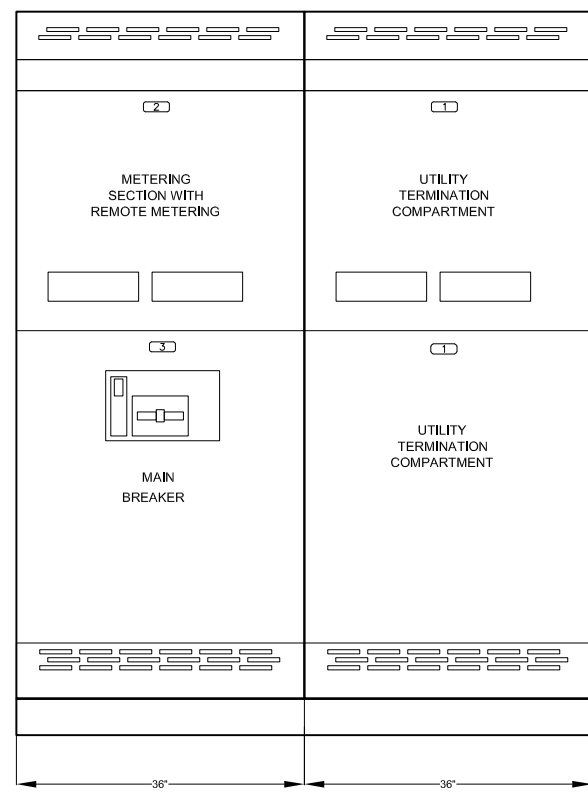 2
METERING
SECTION WITH
REMOTE METERING
1
UTILITY
TERMINATION
COMPARTMENT
3
MAIN
BREAKER
1
UTILITY
TERMINATION
COMPARTMENT
36"
36"